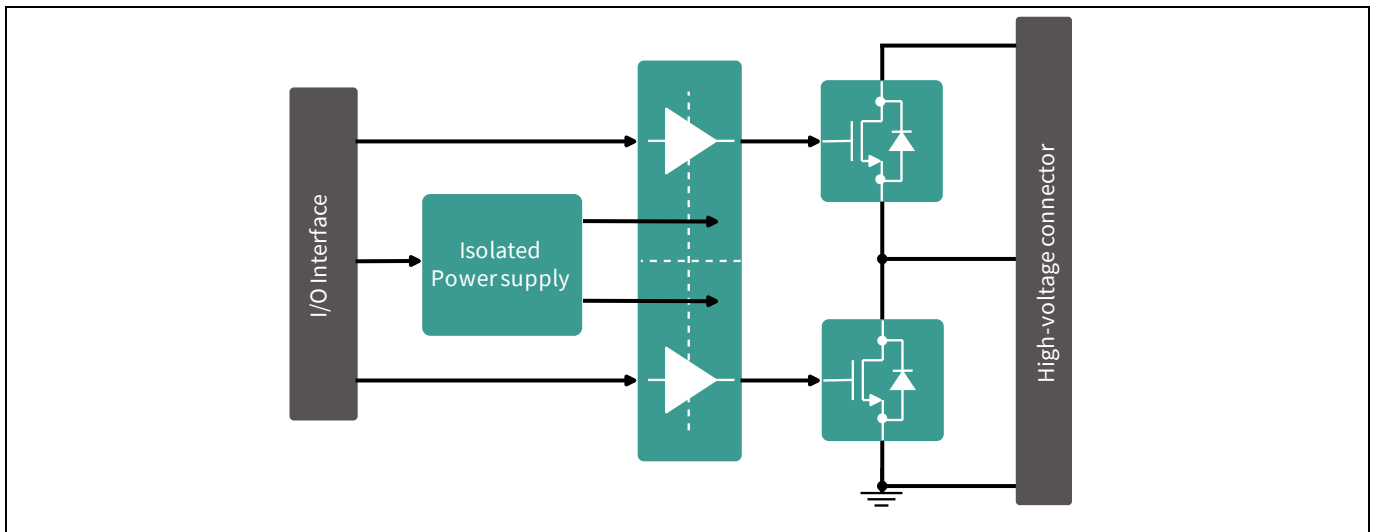 I/O Interface
Isolated
Power supply
High-voltage connector